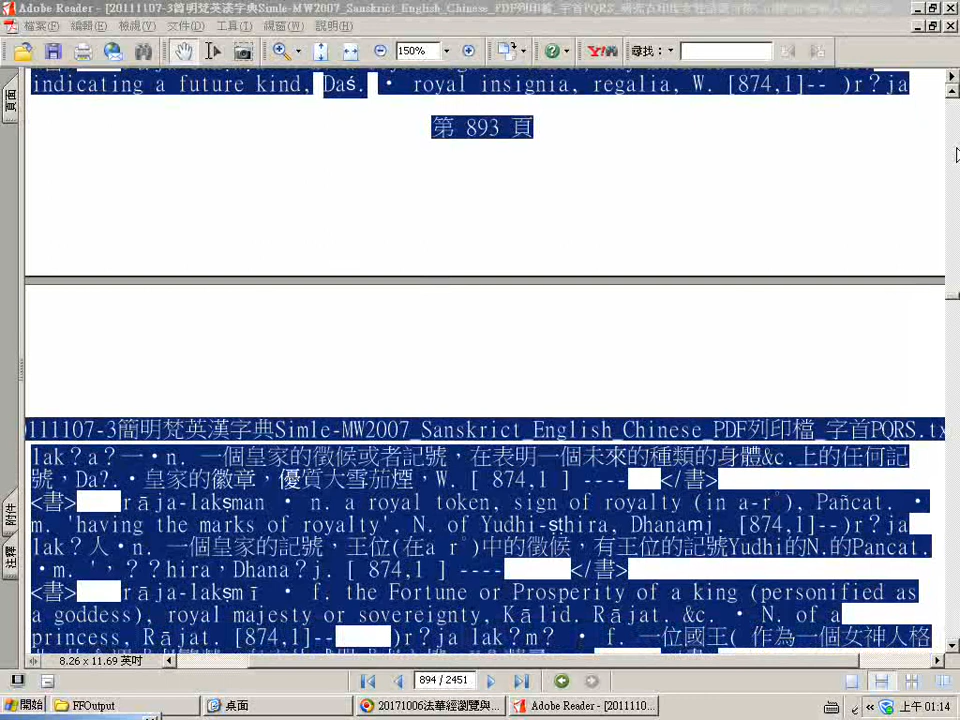 Adobe Reader - [20111107-3簡明梵英漢字典Simle-MW2007_Sanskrit_English_Chinese_PDF列印檔_字首PQRS
檔案(F) 編輯(E) 檢視(V) 文件(D) 工具(T) 視窗(W) 說明(H)
150% Y! 尋找：
頁面
indicating a future kind, Daś. • royal insignia, regalia, W. [874,1]-- )r？ja
第 893 頁
111107-3簡明梵英漢字典Simle-MW2007_Sanskrit_English_Chinese_PDF列印檔_字首PQRS.tx
lak？a？一•n. 一個皇家的徵候或者記號，在表明一個未來的種類的身體&c.上的任何記
號，Da?.•皇家的徽章，優質大雪茄煙，W. [ 874,1 ] ---- </書>
<書> rāja-lakṣman • n. a royal token, sign of royalty (in a-r°), Pañcat. •
m. 'having the marks of royalty', N. of Yudhi-ṣthira, Dhanaṃj. [874,1]--)r？ja
lak？人•n. 一個皇家的記號，王位(在a r°)中的徵候，有王位的記號Yudhi的N.的Pancat.
•m. '，？？hira，Dhana？j. [ 874,1 ] ---- </書>
<書> rāja-lakṣmī • f. the Fortune or Prosperity of a king (personified as
a goddess), royal majesty or sovereignty, Kālid. Rājat. &c. • N. of a
princess, Rājat. [874,1]-- )r？ja lak？m？ • f. 一位國王( 作為一個女神人格
附件
注釋
8.26 x 11.69 英吋
894 / 2451
開始 FFOutput 桌面 20171006法華經瀏覽與... Adobe Reader - [2011110... 上午 01:14